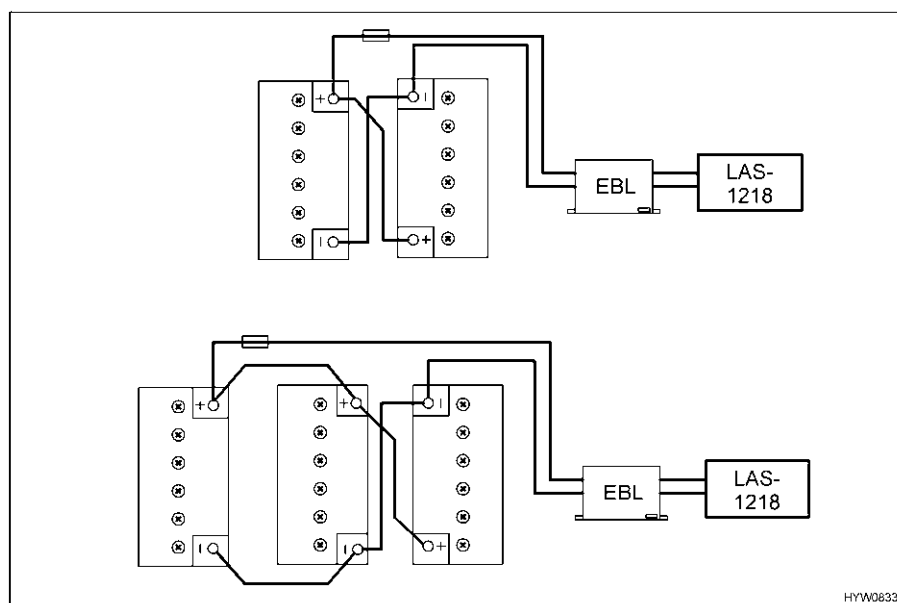 +
I
I
+
EBL
LAS-
1218
+
+
I
I
I
+
EBL
LAS-
1218
HYW0833